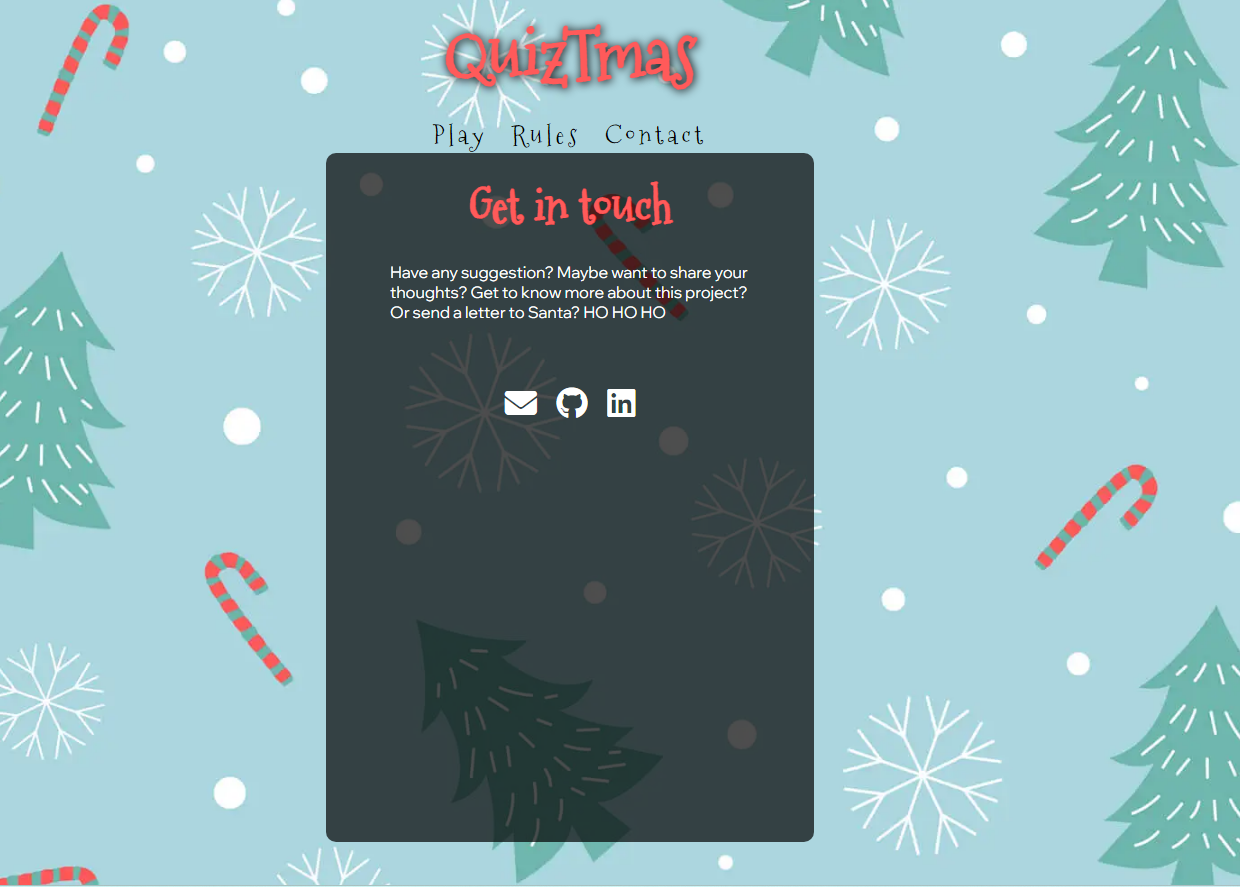 QuizTmas
Play Rules Contact
Get in touch
Have any suggestion? Maybe want to share your
thoughts? Get to know more about this project?
Or send a letter to Santa? HO HO HO
in